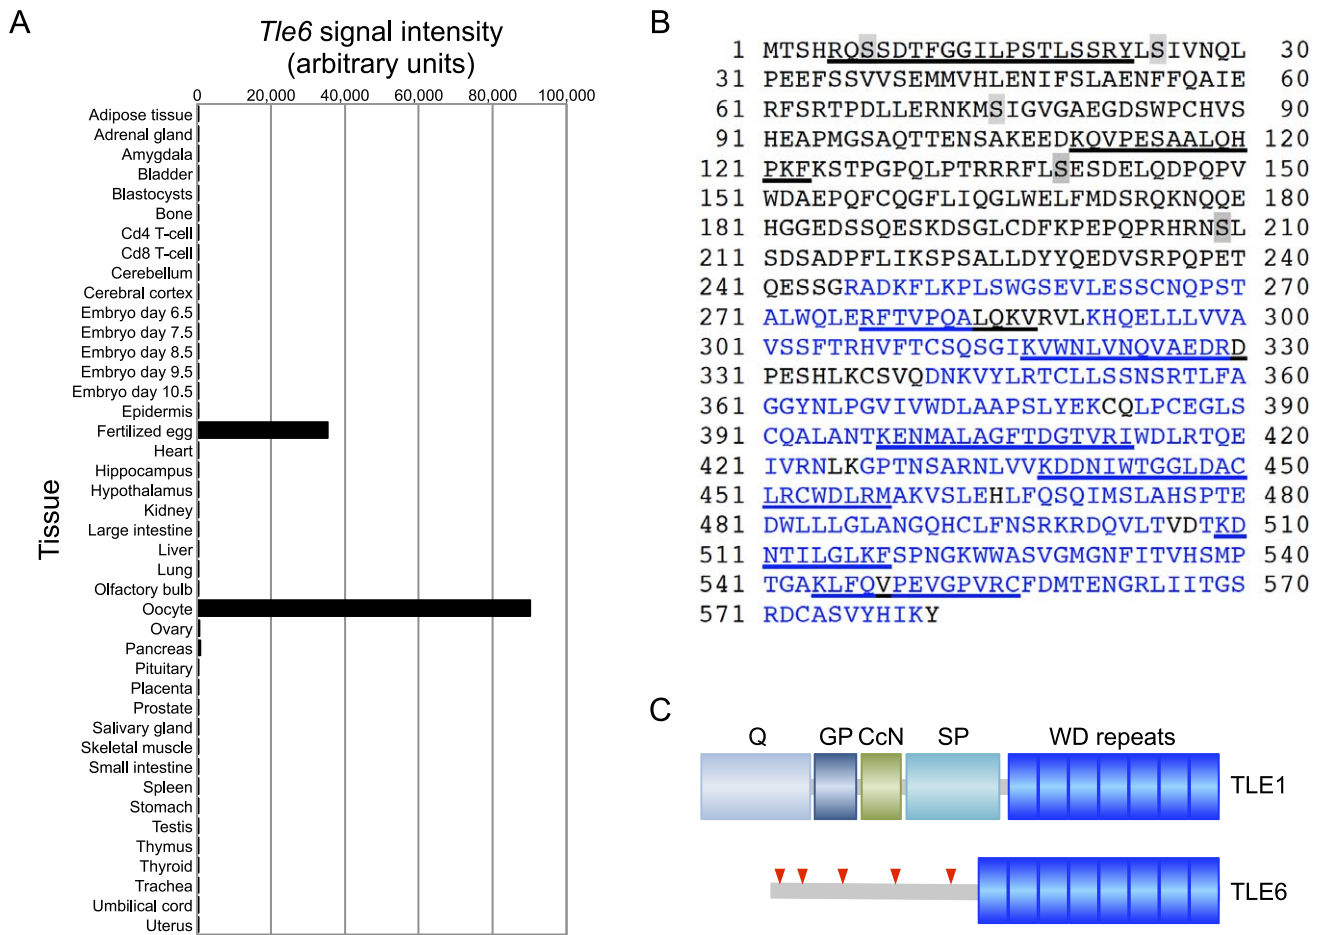 A
Tle6 signal intensity
(arbitrary units)
0 20,000 40,000 60,000 80,000 100,000
Tissue
Adipose tissue
Adrenal gland
Amygdala
Bladder
Blastocysts
Bone
Cd4 T-cell
Cd8 T-cell
Cerebellum
Cerebral cortex
Embryo day 6.5
Embryo day 7.5
Embryo day 8.5
Embryo day 9.5
Embryo day 10.5
Epidermis
Fertilized egg
Heart
Hippocampus
Hypothalamus
Kidney
Large intestine
Liver
Lung
Olfactory bulb
Oocyte
Ovary
Pancreas
Pituitary
Placenta
Prostate
Salivary gland
Skeletal muscle
Small intestine
Spleen
Stomach
Testis
Thymus
Thyroid
Trachea
Umbilical cord
Uterus
B
1 MTSHRQSSDTFGGILPSTLSSRYLSIVNQL 30
31 PEEFSSVVSEMMVHLENIFSLAENFFQAIE 60
61 RFSRTPDLLERNKMSIGVGAEGDSWPCHVS 90
91 HEAPMGSAQTTENSAKEEDKQVPESAALQH 120
121 PKFKSTPGPQLPTRRRFLSESDELQDPQPV 150
151 WDAEPQFCQGFLIQGLWELFMDSRQKNQQE 180
181 HGGEDSSQESKDSGLCDFKPEPQPRHRNSL 210
211 SDSADPFLIKSPSALLDYYQEDVSRPQPET 240
241 QESSGRADKFLKPLSWGSEVLESSCNQPST 270
271 ALWQLERFTVPQALQKVRVLKHQELLLVVA 300
301 VSSFTRHVFTCSQSGIKVWNLVNQVAEDRD 330
331 PESHLKCSVQDNKVYLRTCLLSSNSRTLFA 360
361 GGYNLPGVIVWDLAAPSLYEKCQLPCEGLS 390
391 CQALANTKENMALAGFTDGTVRIWDLRTQE 420
421 IVRNLKGPTNSARNLVVKDDNIWTGGLDAC 450
451 LRCWDLRMAKVSLEHLFQSQIMSLAHSPTE 480
481 DWLLLGLANGQHCLFNSRKRDQVLTVDTKD 510
511 NTILGLKFSPNGKWWASVGMGNFITVHSMP 540
541 TGAKLFQVPEVGPVRCFDMTENGRLIITGS 570
571 RDCASVYHIKY
C
Q GP CcN SP WD repeats
TLE1
TLE6